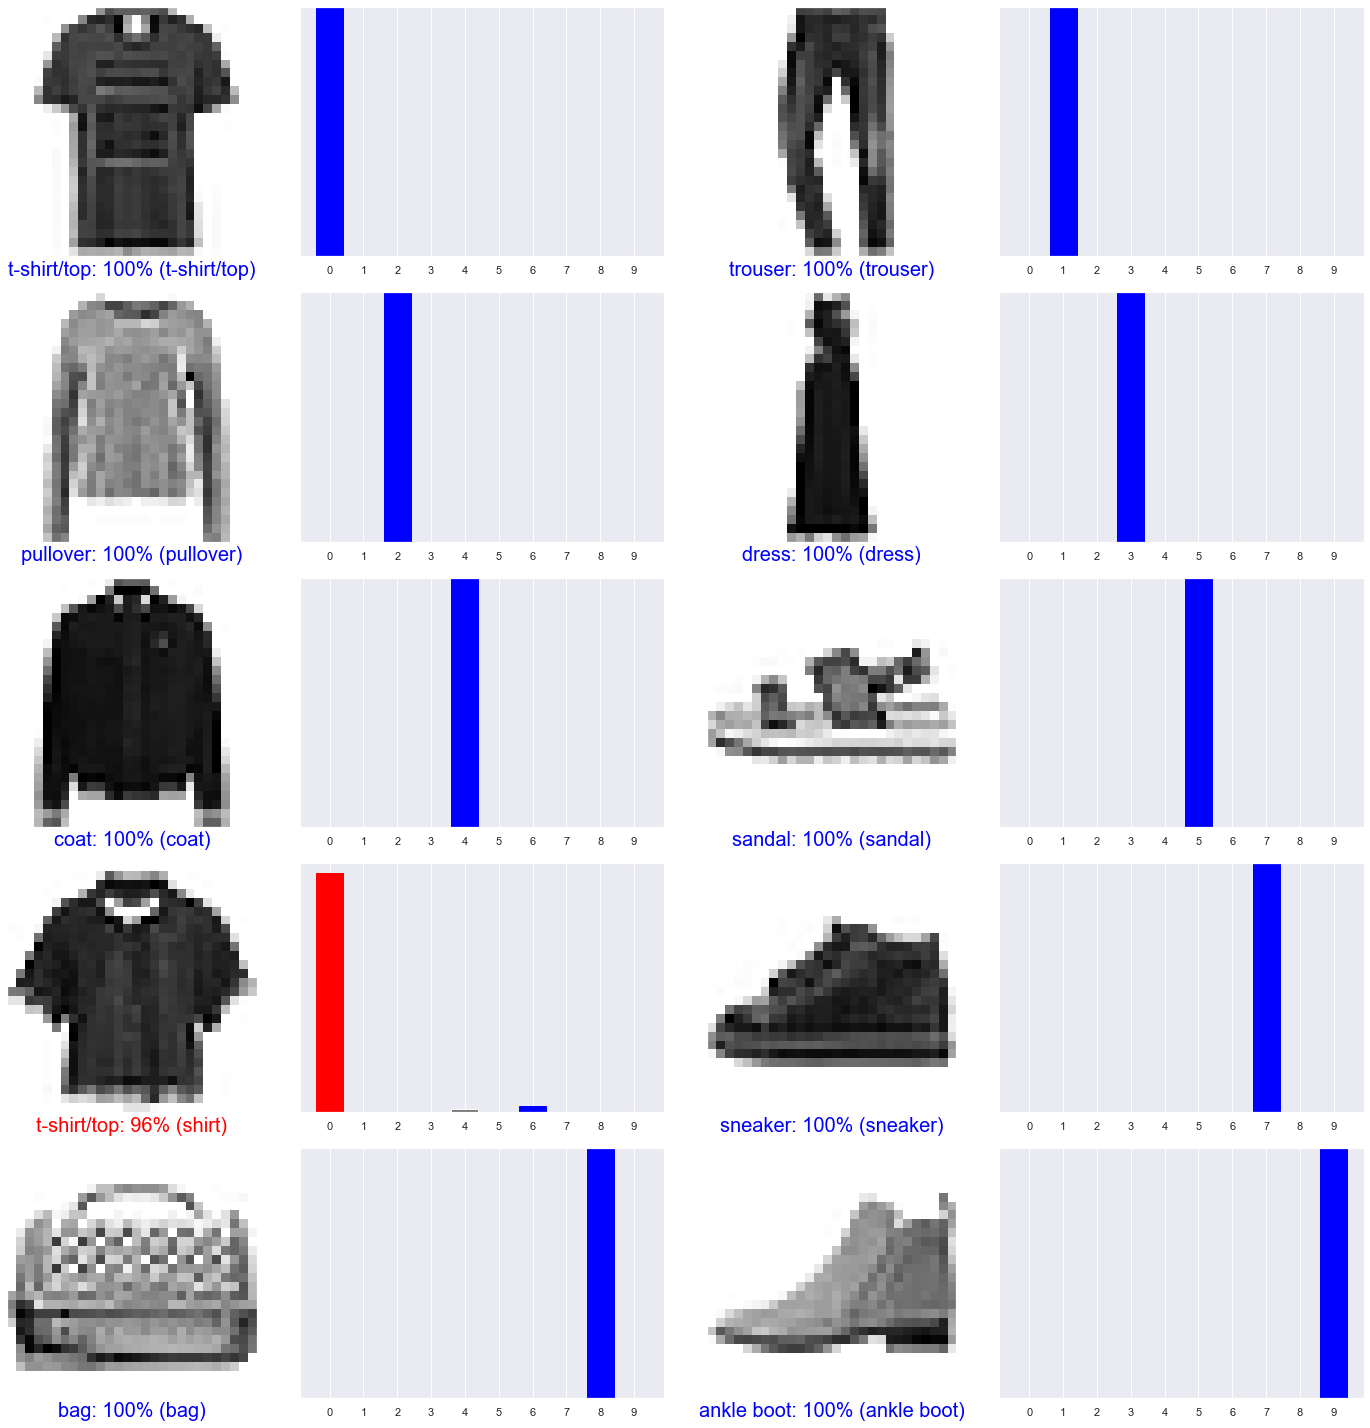 0 1 2 3 4 5 6 7 8 9
0 1 2 3 4 5 6 7 8 9
t-shirt/top: 100% (t-shirt/top)
trouser: 100% (trouser)
0 1 2 3 4 5 6 7 8 9
0 1 2 3 4 5 6 7 8 9
pullover: 100% (pullover)
dress: 100% (dress)
0 1 2 3 4 5 6 7 8 9
0 1 2 3 4 5 6 7 8 9
coat: 100% (coat)
sandal: 100% (sandal)
0 1 2 3 4 5 6 7 8 9
0 1 2 3 4 5 6 7 8 9
t-shirt/top: 96% (shirt)
sneaker: 100% (sneaker)
0 1 2 3 4 5 6 7 8 9
0 1 2 3 4 5 6 7 8 9
bag: 100% (bag)
ankle boot: 100% (ankle boot)